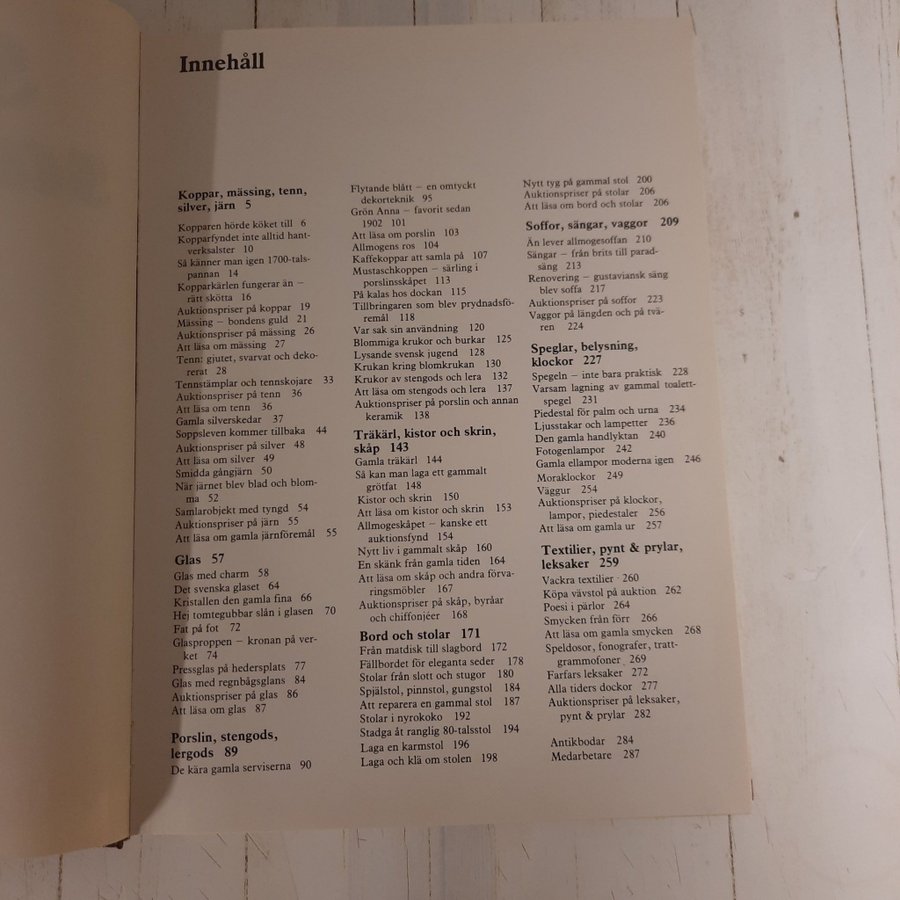 Innehåll
Koppar, mässing, tenn,
silver, järn 5
Kopparen hörde köket till 6
Kopparfyndet inte alltid hant-
verksalster 10
Så känner man igen 1700-tals-
pannan 14
Kopparkärlen fungerar än –
rätt skötta 16
Auktionspriser på koppar 19
Mässing – bondens guld 21
Auktionspriser på mässing 26
Att läsa om mässing 27
Tenn: gjutet, svarvat och deko-
rerat 28
Tennstämplar och tennskojare 33
Auktionspriser på tenn 36
Att läsa om tenn 36
Gamla silverskedar 37
Soppsleven kommer tillbaka 44
Auktionspriser på silver 48
Att läsa om silver 49
Smidda gångjärn 50
När järnet blev blad och blom-
ma 52
Samlarobjekt med tyngd 54
Auktionspriser på järn 55
Att läsa om gamla järnföremål 55
Glas 57
Glas med charm 58
Det svenska glaset 64
Kristallen den gamla fina 66
Hej tomtegubbar slån i glasen 70
Fat på fot 72
Glasproppen – kronan på ver-
ket 74
Pressglas på hedersplats 77
Glas med regnbågsglans 84
Auktionspriser på glas 86
Att läsa om glas 87
Porslin, stengods,
lergods 89
De kära gamla serviserna 90
Flytande blått – en omtyckt
dekorteknik 95
Grön Anna – favorit sedan
1902 101
Att läsa om porslin 103
Allmogens ros 104
Kaffekoppar att samla på 107
Mustaschkoppen – särling i
porslinsskåpet 113
På kalas hos dockan 115
Tillbringaren som blev prydnadsfö-
remål 118
Var sak sin användning 120
Blommiga krukor och burkar 125
Lysande svensk jugend 128
Krukan kring blomkrukan 130
Krukor av stengods och lera 132
Att läsa om stengods och lera 137
Auktionspriser på porslin och annan
keramik 138
Träkärl, kistor och skrin,
skåp 143
Gamla träkärl 144
Så kan man laga ett gammalt
grötfat 148
Kistor och skrin 150
Att läsa om kistor och skrin 153
Allmogeskåpet – kanske ett
auktionsfynd 154
Nytt liv i gammalt skåp 160
En skänk från gamla tiden 164
Att läsa om skåp och andra förva-
ringsmöbler 167
Auktionspriser på skåp, byråar
och chiffonjéer 168
Bord och stolar 171
Från matdisk till slagbord 172
Fällbordet för eleganta seder 178
Stolar från slott och stugor 180
Spjälstol, pinnstol, gungstol 184
Att reparera en gammal stol 187
Stolar i nyrokoko 192
Stadga åt ranglig 80-talsstol 194
Laga en karmstol 196
Laga och klä om stolen 198
Nytt tyg på gammal stol 200
Auktionspriser på stolar 206
Att läsa om bord och stolar 206
Soffor, sängar, vaggor 209
Än lever allmogesoffan 210
Sängar – från brits till parad-
säng 213
Renovering – gustaviansk säng
blev soffa 217
Auktionspriser på soffor 223
Vaggor på längden och på två-
ren 224
Speglar, belysning,
klockor 227
Spegeln – inte bara praktisk 228
Varsam lagning av gammal toalett-
spegel 231
Piedestal för palm och urna 234
Ljusstakar och lampetter 236
Den gamla handlyktan 240
Fotogenlampor 242
Gamla ellampor moderna igen 246
Moraklockor 249
Väggur 254
Auktionspriser på klockor,
lampor, piedestaler 256
Att läsa om gamla ur 257
Textilier, pynt & prylar,
leksaker 259
Vackra textilier 260
Köpa vävstol på auktion 262
Poesi i pärlor 264
Smycken från förr 266
Att läsa om gamla smycken 268
Speldosor, fonografer, tratt-
grammofoner 269
Farfars leksaker 272
Alla tiders dockor 277
Auktionspriser på leksaker,
pynt & prylar 282
Antikbodar 284
Medarbetare 287